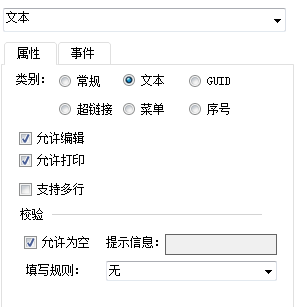 文本
属性 事件
类别： 常规 文本 GUID
超链接 菜单 序号
允许编辑
允许打印
支持多行
校验
允许为空 提示信息：
填写规则： 无